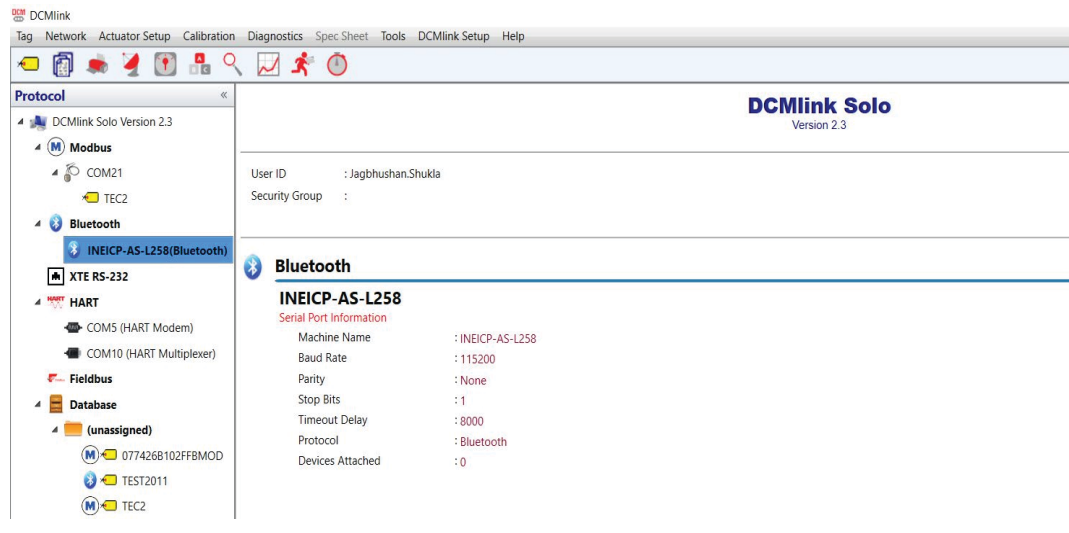 DCMlink
Tag Network Actuator Setup Calibration Diagnostics Spec Sheet Tools DCMlink Setup Help
Protocol «
DCMlink Solo Version 2.3
Modbus
COM21
TEC2
Bluetooth
INEICP-AS-L258(Bluetooth)
XTE RS-232
HART
COM5 (HART Modem)
COM10 (HART Multiplexer)
Fieldbus
Database
(unassigned)
077426B102FFBMOD
TEST2011
TEC2
DCMlink Solo
Version 2.3
User ID : Jagbhushan.Shukla
Security Group :
Bluetooth
INEICP-AS-L258
Serial Port Information
Machine Name : INEICP-AS-L258
Baud Rate : 115200
Parity : None
Stop Bits : 1
Timeout Delay : 8000
Protocol : Bluetooth
Devices Attached : 0